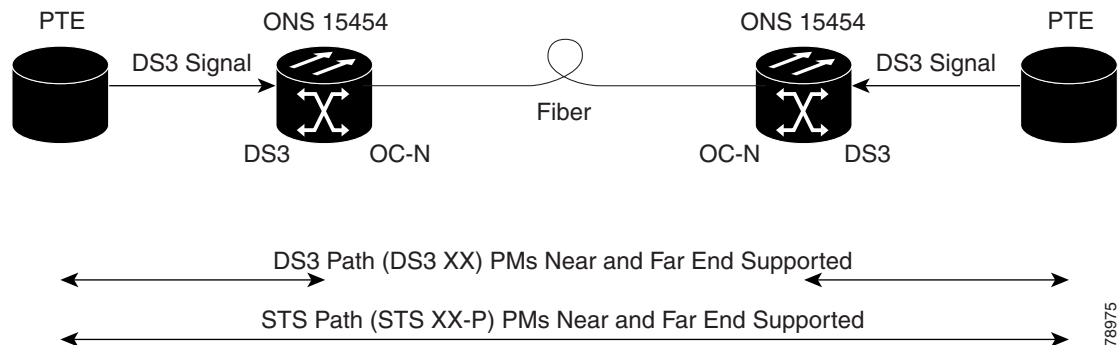 PTE
ONS 15454
ONS 15454
PTE
DS3 Signal
DS3 Signal
Fiber
DS3
OC-N
OC-N
DS3
DS3 Path (DS3 XX) PMs Near and Far End Supported
STS Path (STS XX-P) PMs Near and Far End Supported
78975